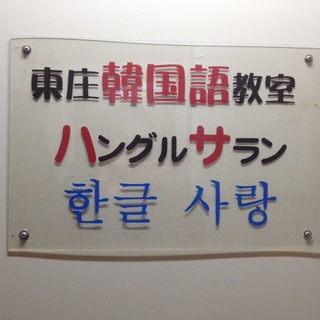 東庄韓国語教室
ハングルサラン
한글 사랑